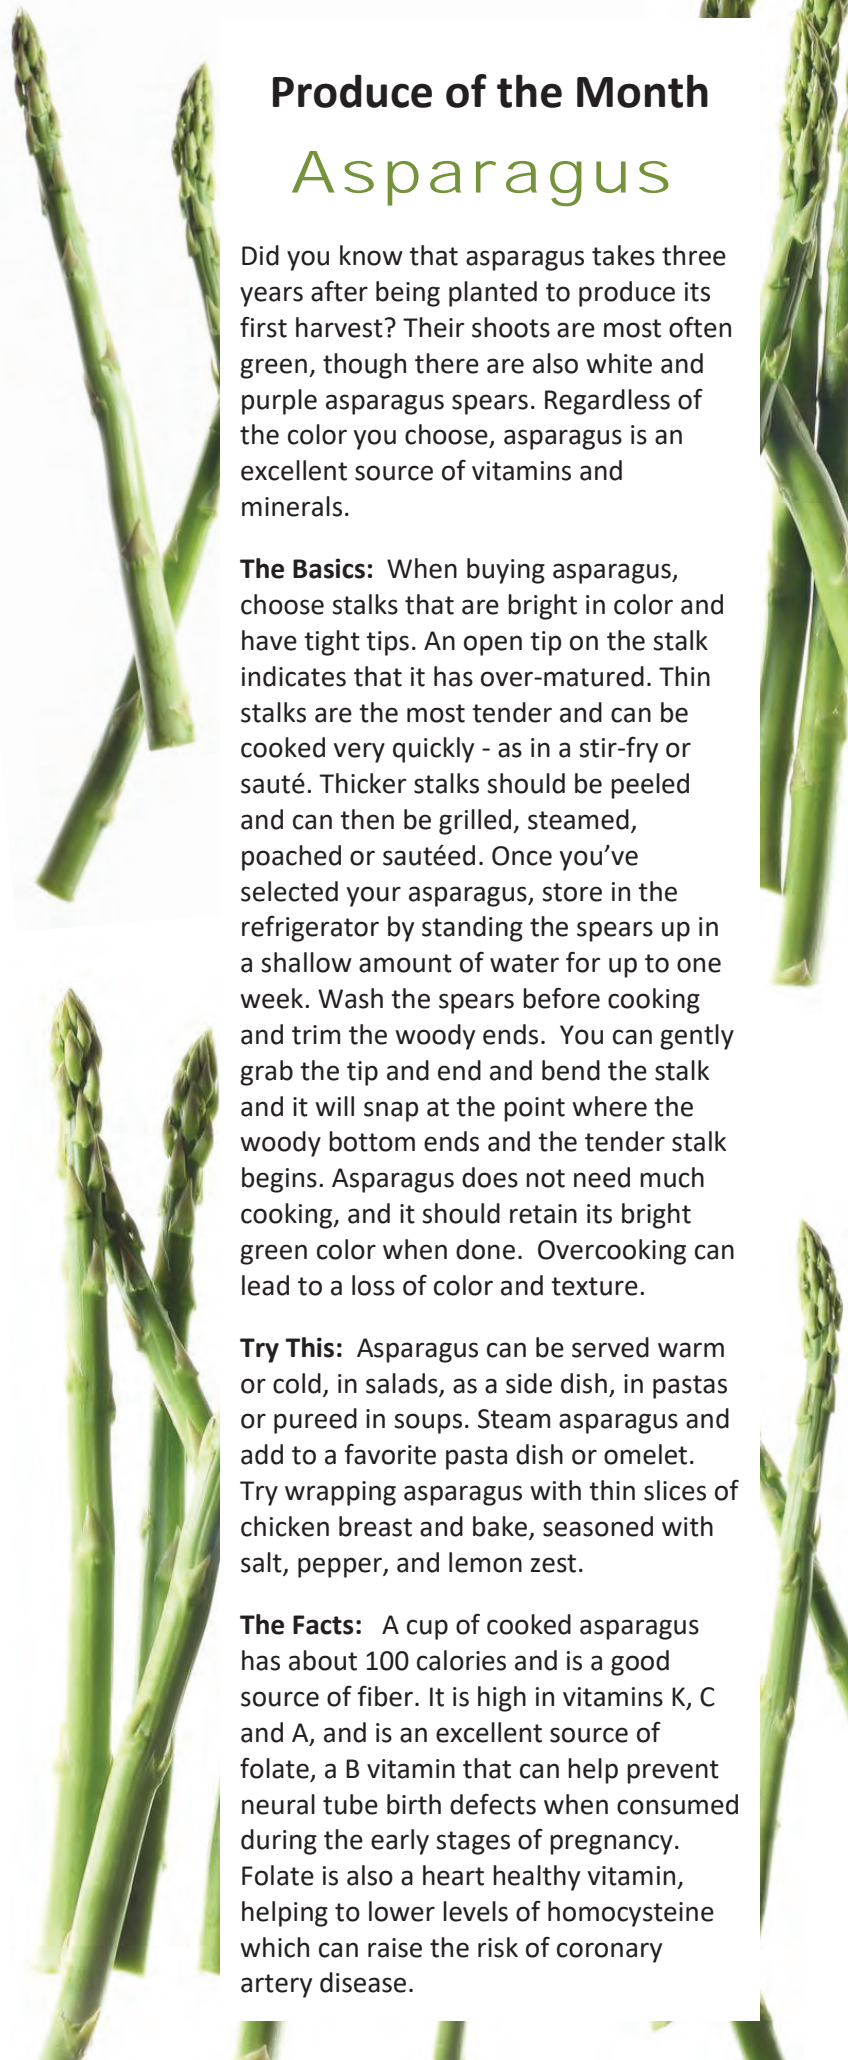 Produce of the Month
Asparagus
Did you know that asparagus takes three
years after being planted to produce its
first harvest? Their shoots are most often
green, though there are also white and
purple asparagus spears. Regardless of
the color you choose, asparagus is an
excellent source of vitamins and
minerals.
The Basics:  When buying asparagus,
choose stalks that are bright in color and
have tight tips. An open tip on the stalk
indicates that it has over-matured. Thin
stalks are the most tender and can be
cooked very quickly - as in a stir-fry or
sauté. Thicker stalks should be peeled
and can then be grilled, steamed,
poached or sautéed. Once you’ve
selected your asparagus, store in the
refrigerator by standing the spears up in
a shallow amount of water for up to one
week. Wash the spears before cooking
and trim the woody ends.  You can gently
grab the tip and end and bend the stalk
and it will snap at the point where the
woody bottom ends and the tender stalk
begins. Asparagus does not need much
cooking, and it should retain its bright
green color when done.  Overcooking can
lead to a loss of color and texture.
Try This:  Asparagus can be served warm
or cold, in salads, as a side dish, in pastas
or pureed in soups. Steam asparagus and
add to a favorite pasta dish or omelet.
Try wrapping asparagus with thin slices of
chicken breast and bake, seasoned with
salt, pepper, and lemon zest.
The Facts:   A cup of cooked asparagus
has about 100 calories and is a good
source of fiber. It is high in vitamins K, C
and A, and is an excellent source of
folate, a B vitamin that can help prevent
neural tube birth defects when consumed
during the early stages of pregnancy.
Folate is also a heart healthy vitamin,
helping to lower levels of homocysteine
which can raise the risk of coronary
artery disease.